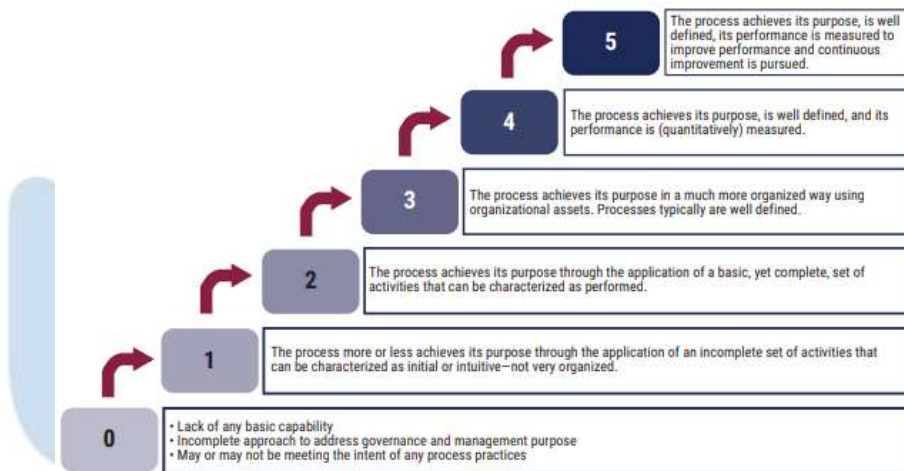 5
The process achieves its purpose, is well
defined, its performance is measured to
improve performance and continuous
improvement is pursued.
4
The process achieves its purpose, is well defined, and its
performance is (quantitatively) measured.
3
The process achieves its purpose in a much more organized way using
organizational assets. Processes typically are well defined.
2
The process achieves its purpose through the application of a basic, yet complete, set of
activities that can be characterized as performed.
1
The process more or less achieves its purpose through the application of an incomplete set of activities that
can be characterized as initial or intuitive—not very organized.
0
• Lack of any basic capability
• Incomplete approach to address governance and management purpose
• May or may not be meeting the intent of any process practices